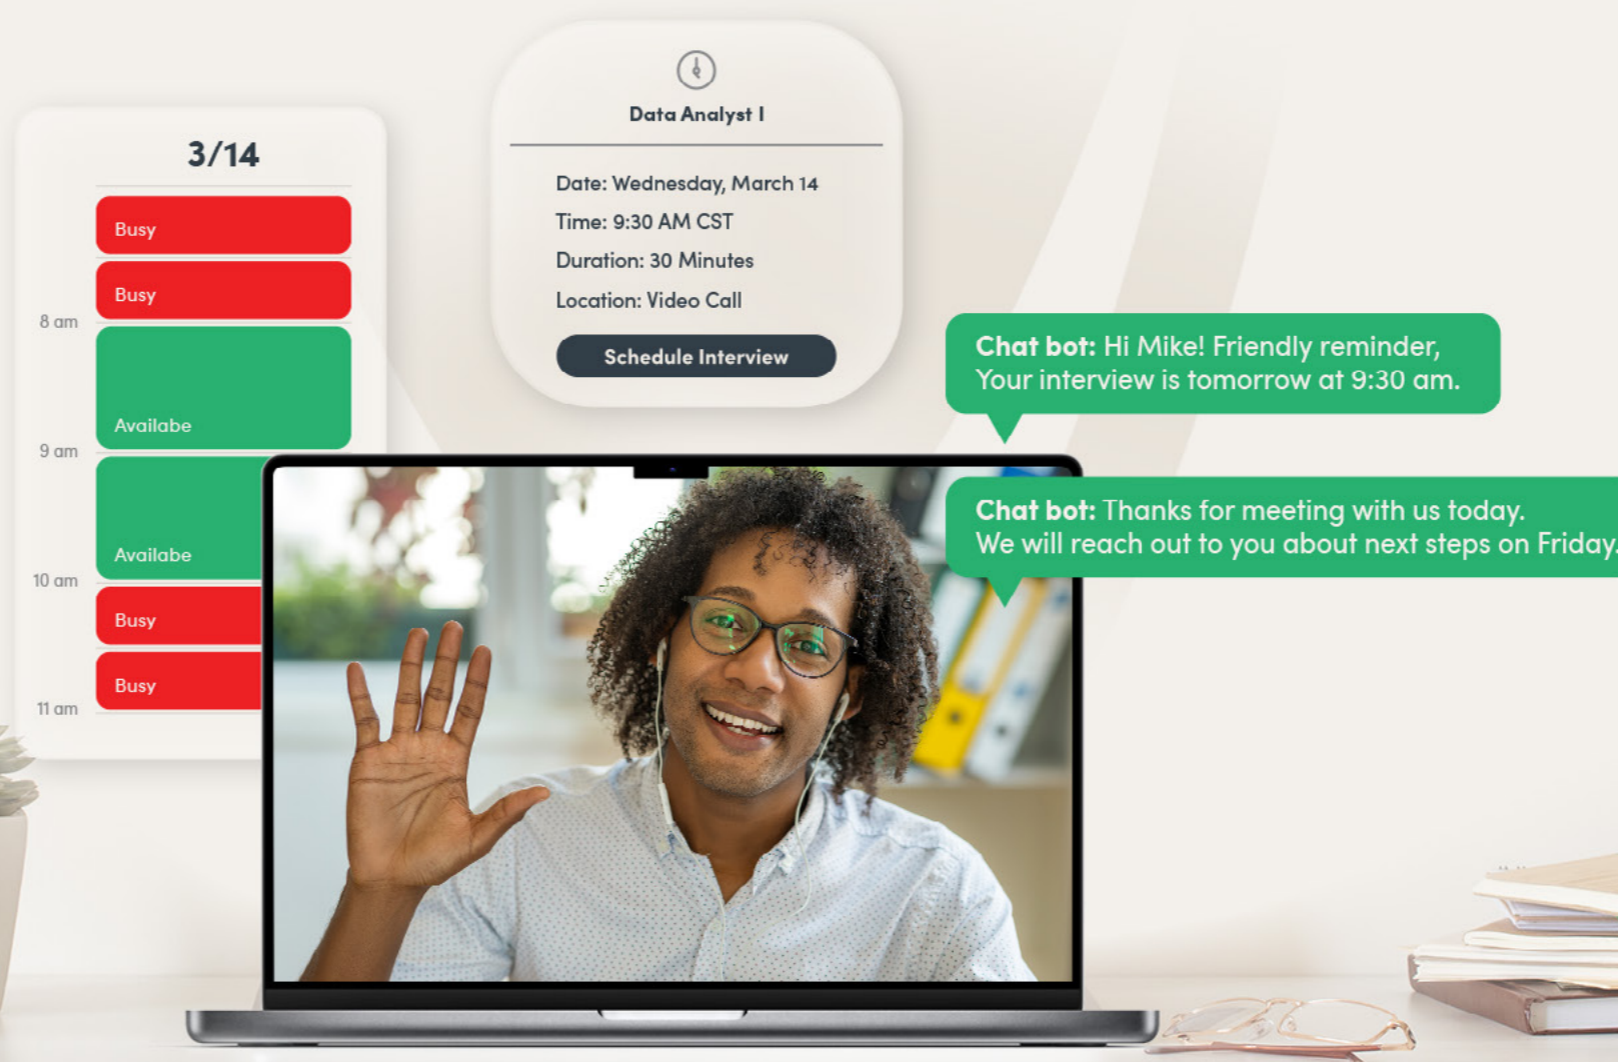 3/14
Busy
Busy
8 am
Availabe
9 am
Availabe
10 am
Busy
Busy
11 am
Data Analyst I
Date: Wednesday, March 14
Time: 9:30 AM CST
Duration: 30 Minutes
Location: Video Call
Schedule Interview
Chat bot: Hi Mike! Friendly reminder,
Your interview is tomorrow at 9:30 am.
Chat bot: Thanks for meeting with us today.
We will reach out to you about next steps on Friday.